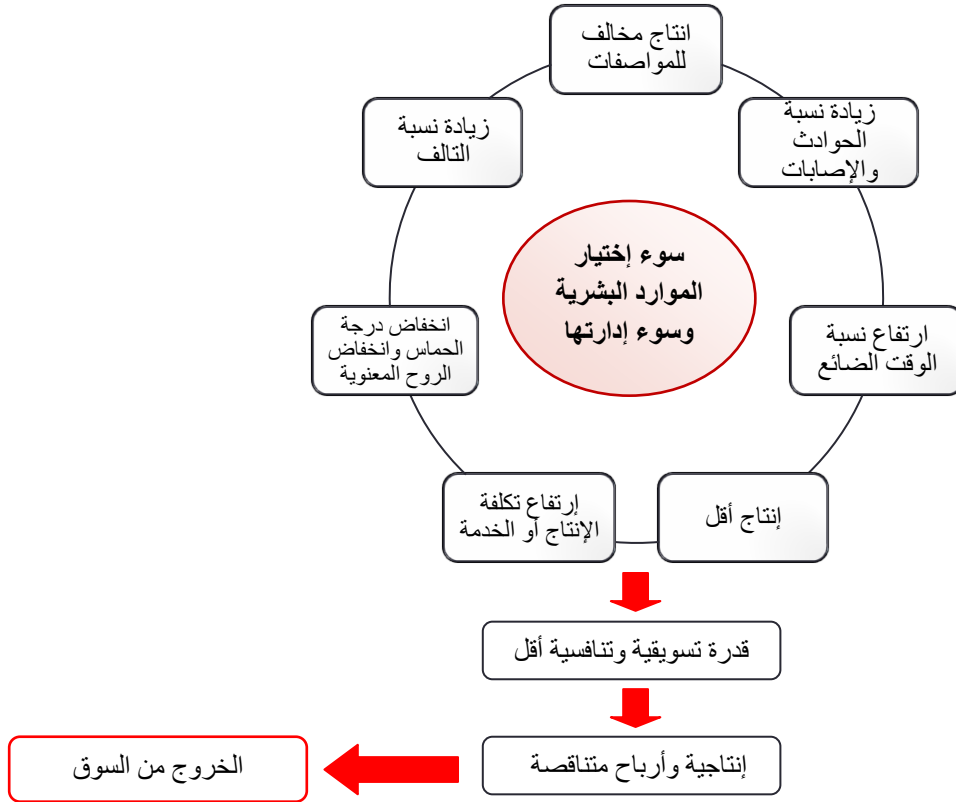 انتاج مخالف
للمواصفات
زيادة نسبة
الحوادث
والإصابات
زيادة نسبة
التالف
سوء إختيار
الموارد البشرية
وسوء إدارتها
ارتفاع نسبة
الوقت الضائع
انخفاض درجة
الحماس وانخفاض
الروح المعنوية
إنتاج أقل
إرتفاع تكلفة
الإنتاج أو الخدمة
قدرة تسويقية وتنافسية أقل
إنتاجية وأرباح متناقصة
الخروج من السوق